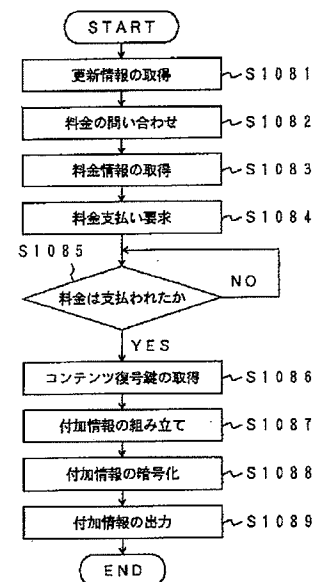 START
更新情報の取得 S1081
料金の問い合わせ S1082
料金情報の取得 S1083
料金支払い要求 S1084
S1085
料金は支払われたか NO
YES
コンテンツ復号鍵の取得 S1086
付加情報の組み立て S1087
付加情報の暗号化 S1088
付加情報の出力 S1089
END